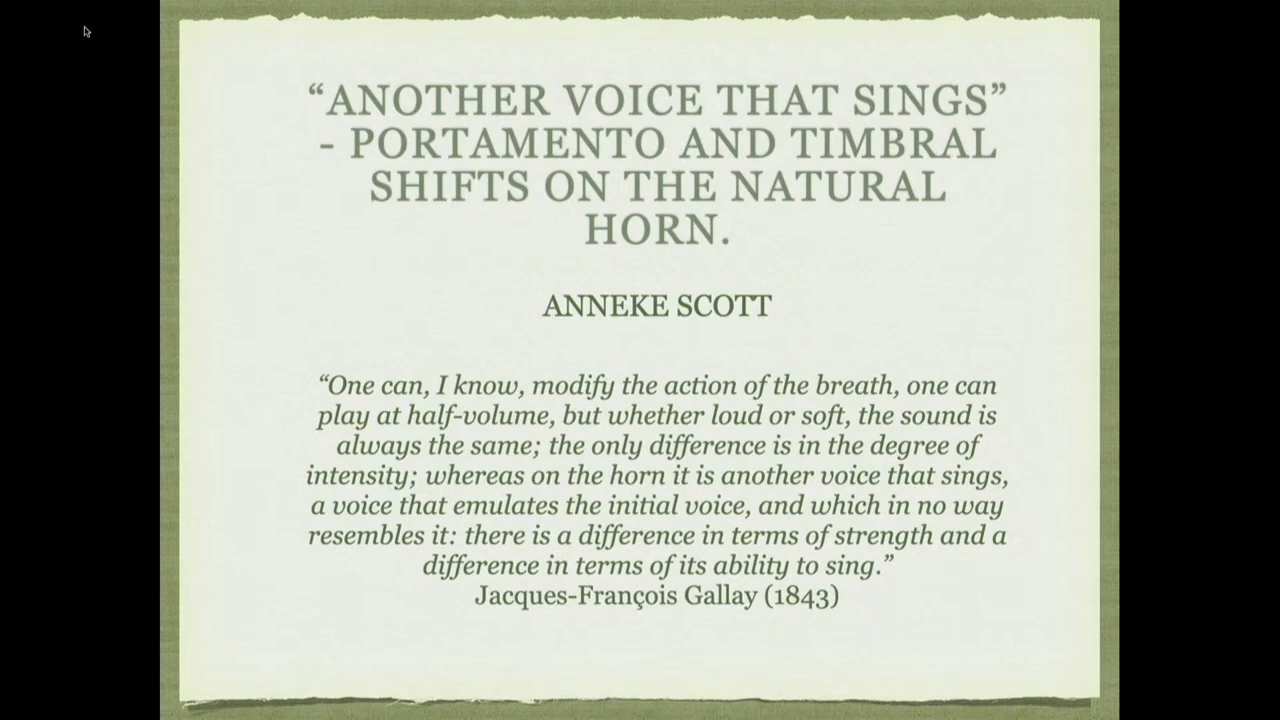 “ANOTHER VOICE THAT SINGS”
- PORTAMENTO AND TIMBRAL
SHIFTS ON THE NATURAL
HORN.
ANNEKE SCOTT
“One can, I know, modify the action of the breath, one can
play at half-volume, but whether loud or soft, the sound is
always the same; the only difference is in the degree of
intensity; whereas on the horn it is another voice that sings,
a voice that emulates the initial voice, and which in no way
resembles it: there is a difference in terms of strength and a
difference in terms of its ability to sing.”
Jacques-François Gallay (1843)